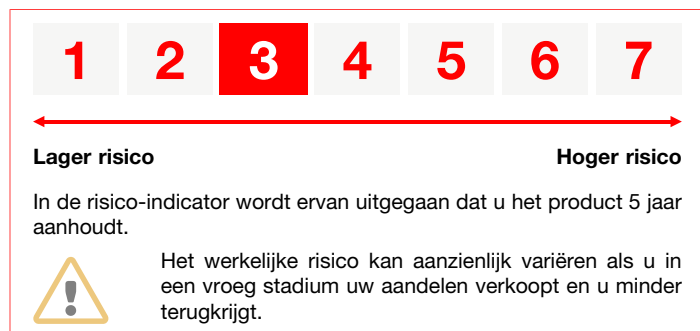 1 2 3 4 5 6 7
Lager risico Hoger risico
In de risico-indicator wordt ervan uitgegaan dat u het product 5 jaar
aanhoudt.
Het werkelijke risico kan aanzienlijk variëren als u in
een vroeg stadium uw aandelen verkoopt en u minder
terugkrijgt.